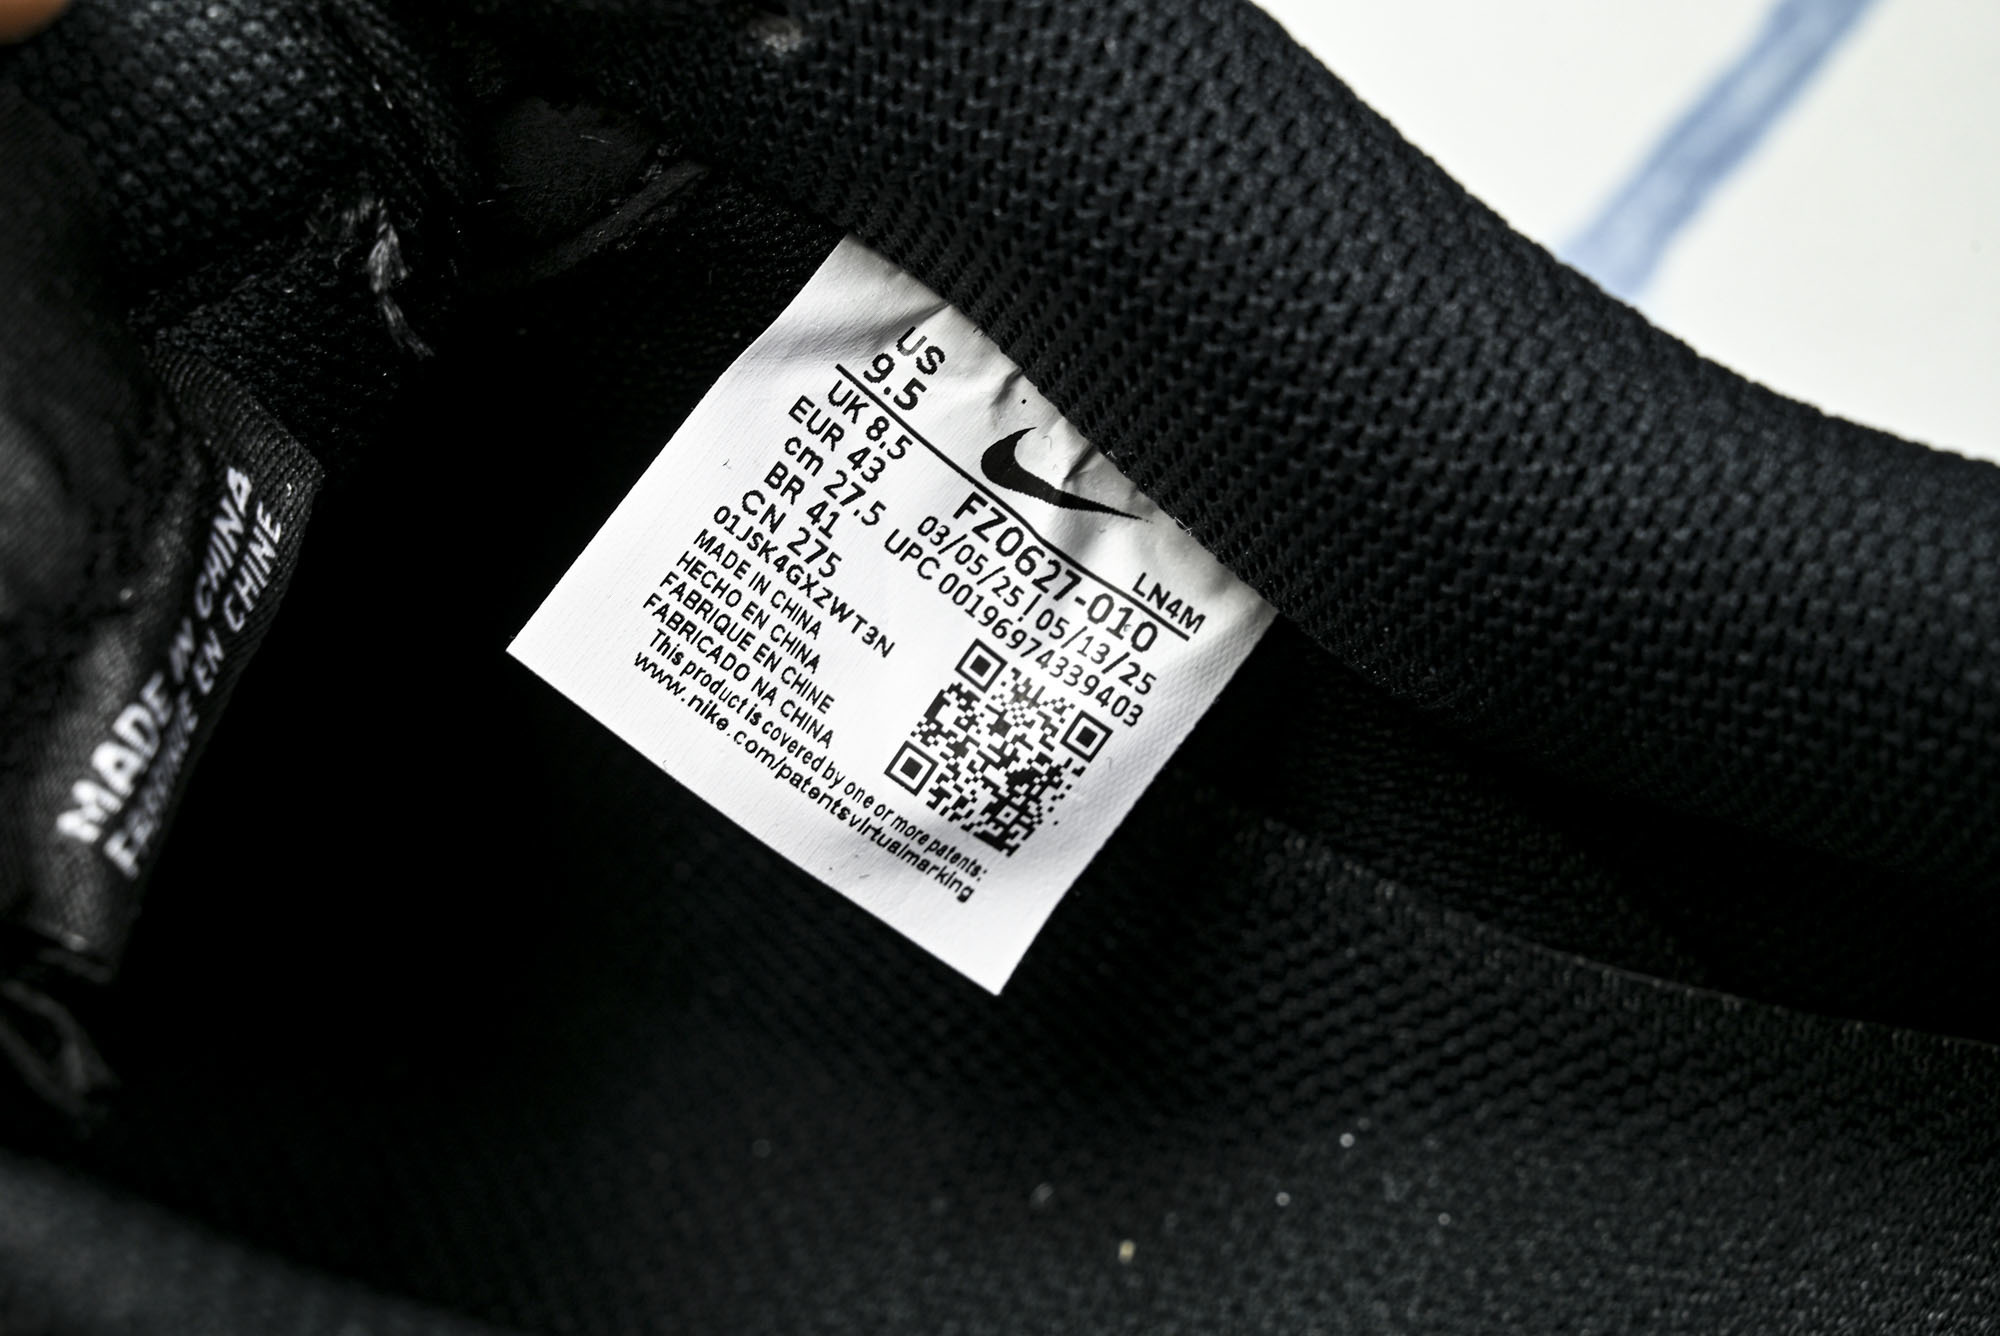 US
9.5
UK 8.5
EUR 43
cm 27.5
BR 41
CN 275
01JSK4GXZWT3N
MADE IN CHINA
HECHO EN CHINA
FABRIQUE EN CHINE
FABRICADO NA CHINA
This product is covered by one or more patents:
www.nike.com/patentsvirtualmarking
LN4M
FZ0627-010
03/05/25 | 05/13/25
UPC 00196974339403
MADE IN CHINA
FABRIQUÉ EN CHINE